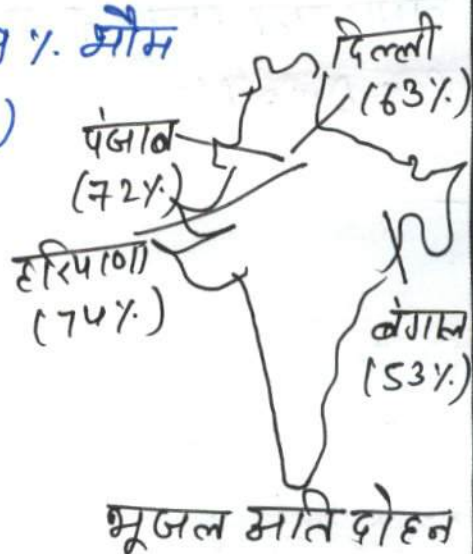 % भौम
)
दिल्ली
(63%)
पंजाब
(72%)
हरियाणा
(74%)
बंगाल
(53%)
भूजल अति दोहन